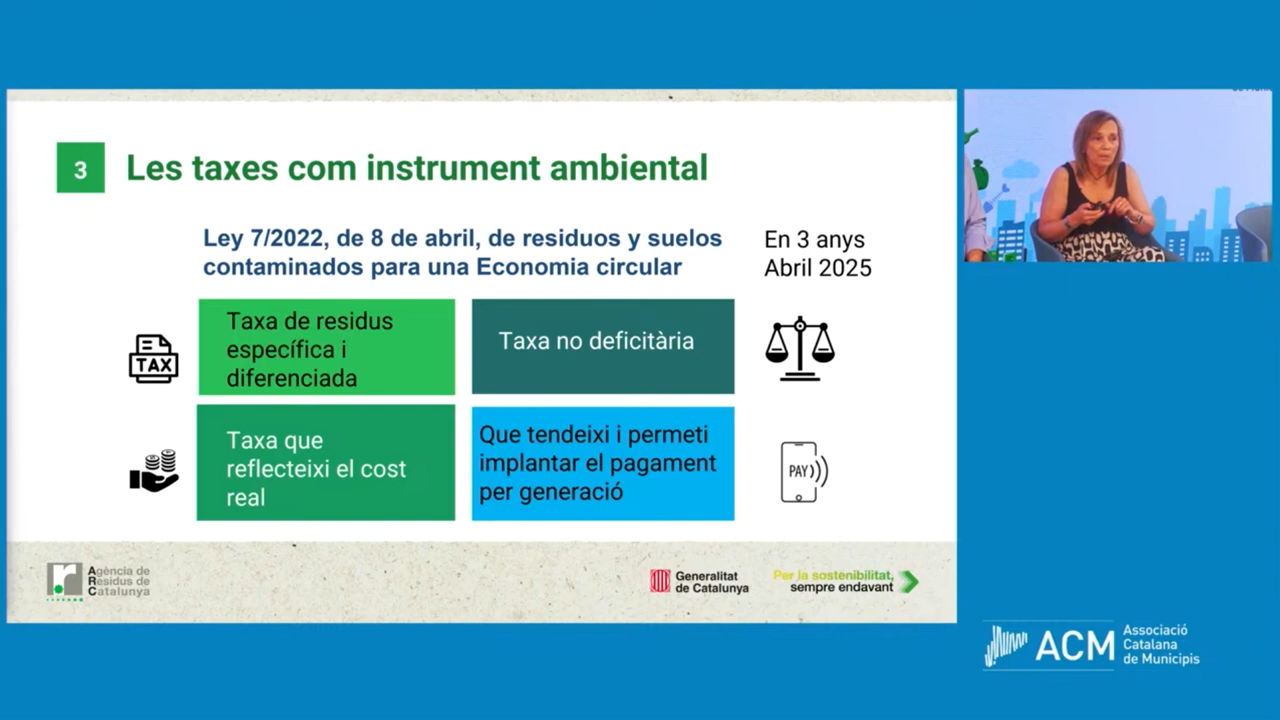 3
Les taxes com instrument ambiental
Ley 7/2022, de 8 de abril, de residuos y suelos
contaminados para una Economia circular
En 3 anys
Abril 2025
TAX
Taxa de residus
específica i
diferenciada
Taxa no deficitària
Taxa que
reflecteixi el cost
real
Que tendeixi i permeti
implantar el pagament
per generació
PAY
Agència de
Residus de
Catalunya
Generalitat
de Catalunya
Per la sostenibilitat,
sempre endavant
ACM
Associació
Catalana
de Municipis